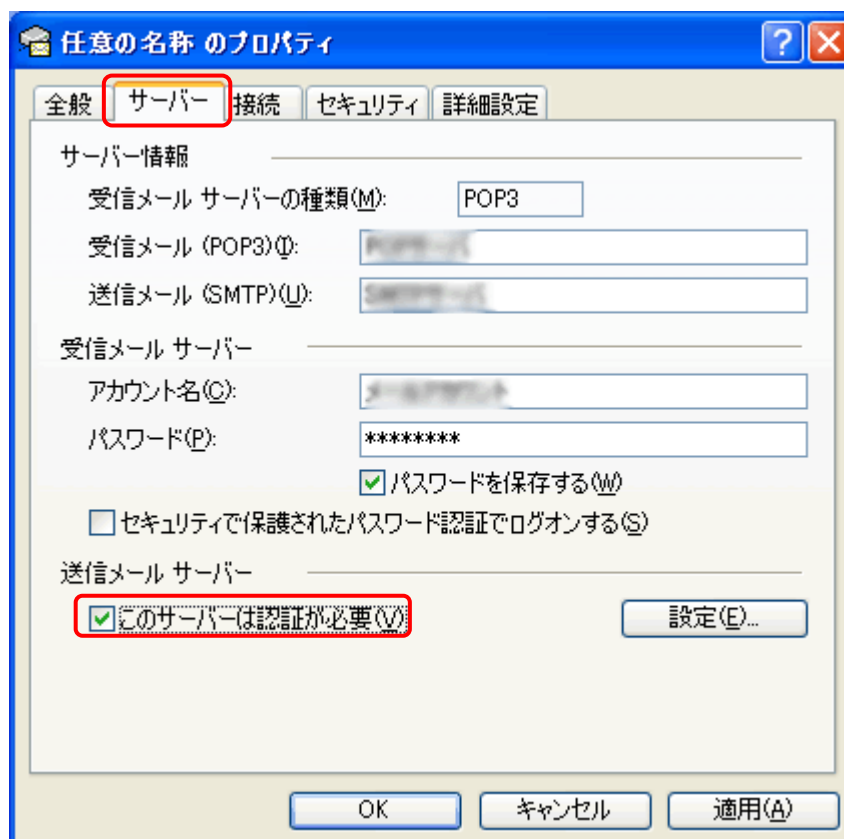 任意の名称 のプロパティ
全般 サーバー 接続 セキュリティ 詳細設定
サーバー情報
受信メール サーバーの種類(M): POP3
受信メール (POP3)(I):
送信メール (SMTP)(U):
受信メール サーバー
アカウント名(C):
パスワード(P): ********
パスワードを保存する(W)
セキュリティで保護されたパスワード認証でログオンする(S)
送信メール サーバー
このサーバーは認証が必要(V) 設定(E)...
OK キャンセル 適用(A)